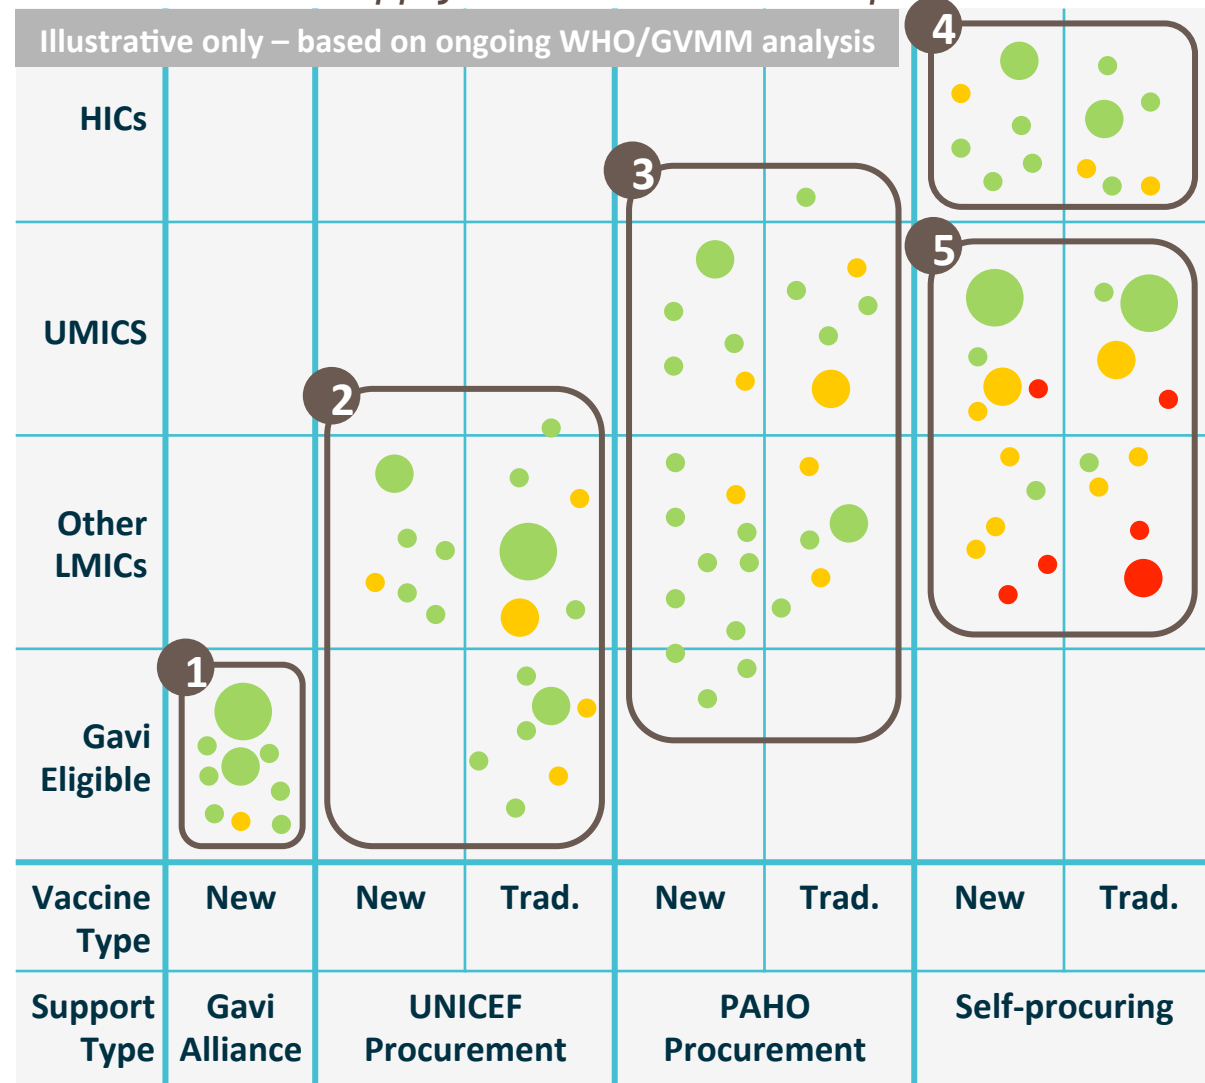 Illustrative only – based on ongoing WHO/GVMM analysis
4
HICs
3
5
UMICS
2
Other
LMICs
1
Gavi
Eligible
Vaccine
Type
New
New
Trad.
New
Trad.
New
Trad.
Support
Type
Gavi
Alliance
UNICEF
Procurement
PAHO
Procurement
Self-procuring